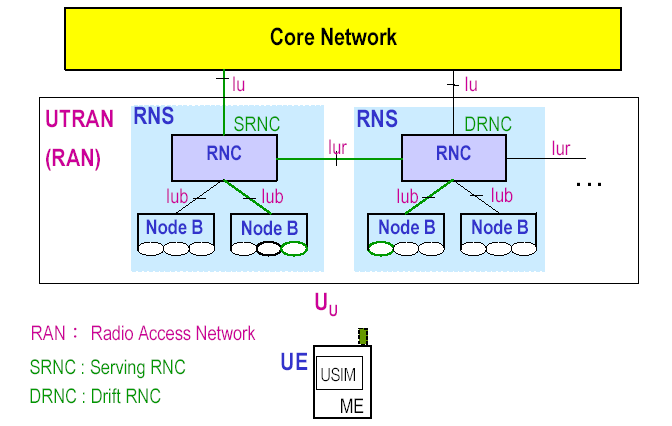 Core Network
Iu
Iu
UTRAN
(RAN)
RNS
SRNC
RNC
Iur
RNS
DRNC
RNC
Iur
...
Iub
Iub
Iub
Iub
Node B
Node B
Node B
Node B
UU
RAN : Radio Access Network
SRNC : Serving RNC
DRNC : Drift RNC
UE
USIM
ME